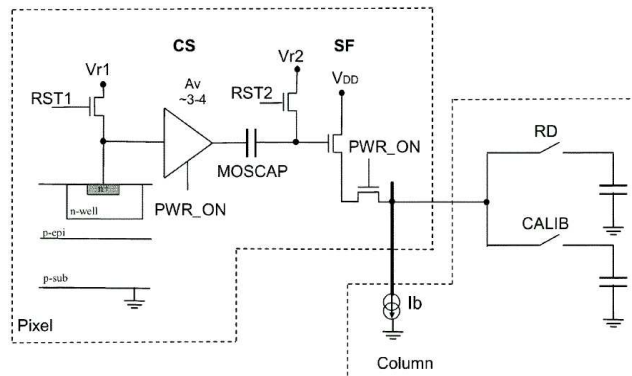 CS
SF
Vr1
Vr2
Av
~3-4
VDD
RST1
RST2
PWR_ON
MOSCAP
RD
n+
n-well
PWR_ON
CALIB
p-epi
p-sub
Ib
Pixel
Column